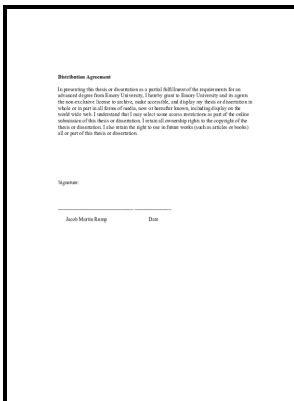 Distribution Agreement
In presenting this thesis or dissertation as a partial fulfillment of the requirements for an
advanced degree from Emory University, I hereby grant to Emory University and its agents
the non-exclusive license to archive, make accessible, and display my thesis or dissertation in
whole or in part in all forms of media, now or hereafter known, including display on the
world wide web. I understand that I may select some access restrictions as part of the online
submission of this thesis or dissertation. I retain all ownership rights to the copyright of the
thesis or dissertation. I also retain the right to use in future works (such as articles or books)
all or part of this thesis or dissertation.
Signature:
Jacob Martin Rump Date